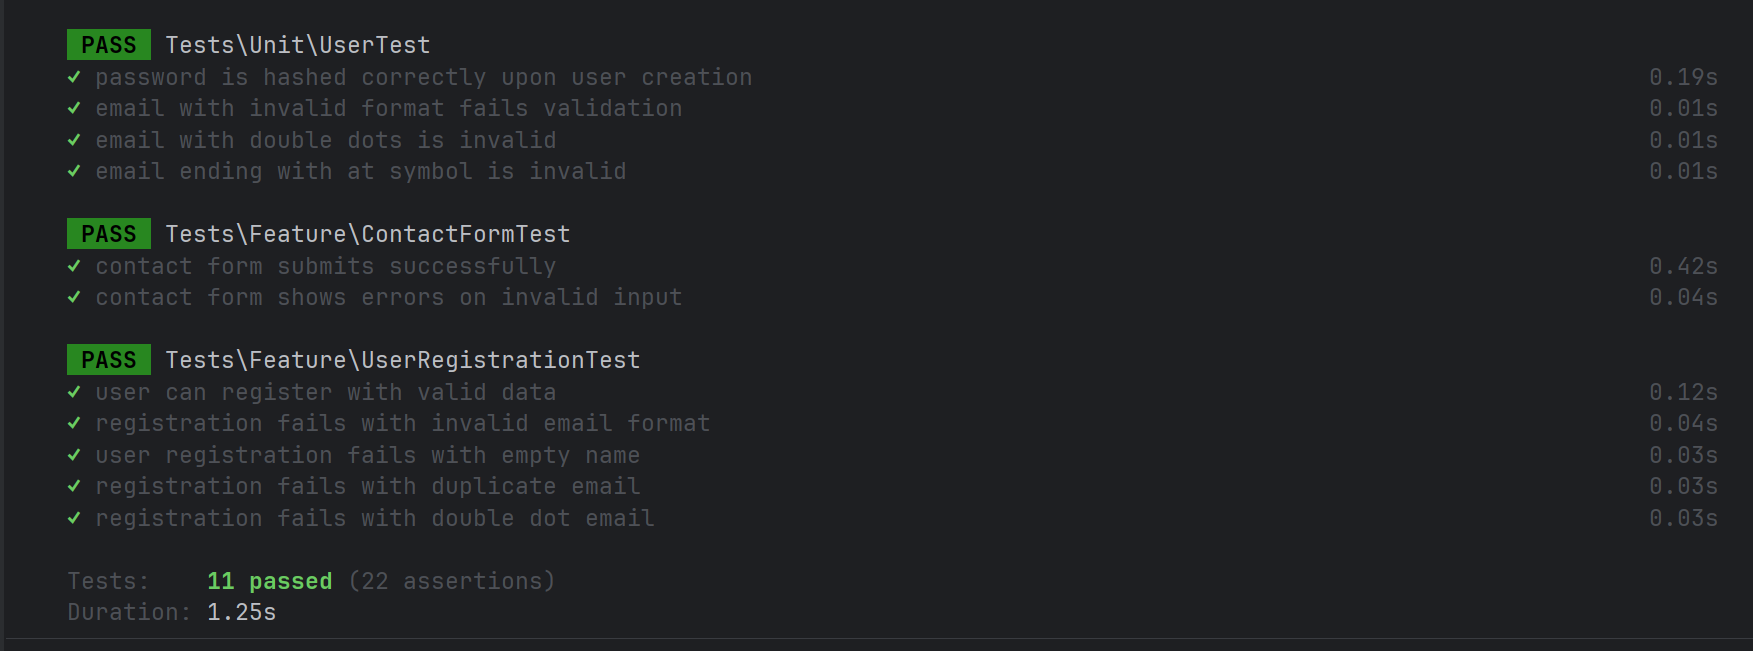 PASS Tests\Unit\UserTest
✓ password is hashed correctly upon user creation 0.19s
✓ email with invalid format fails validation 0.01s
✓ email with double dots is invalid 0.01s
✓ email ending with at symbol is invalid 0.01s
PASS Tests\Feature\ContactFormTest
✓ contact form submits successfully 0.42s
✓ contact form shows errors on invalid input 0.04s
PASS Tests\Feature\UserRegistrationTest
✓ user can register with valid data 0.12s
✓ registration fails with invalid email format 0.04s
✓ user registration fails with empty name 0.03s
✓ registration fails with duplicate email 0.03s
✓ registration fails with double dot email 0.03s
Tests: 11 passed (22 assertions)
Duration: 1.25s